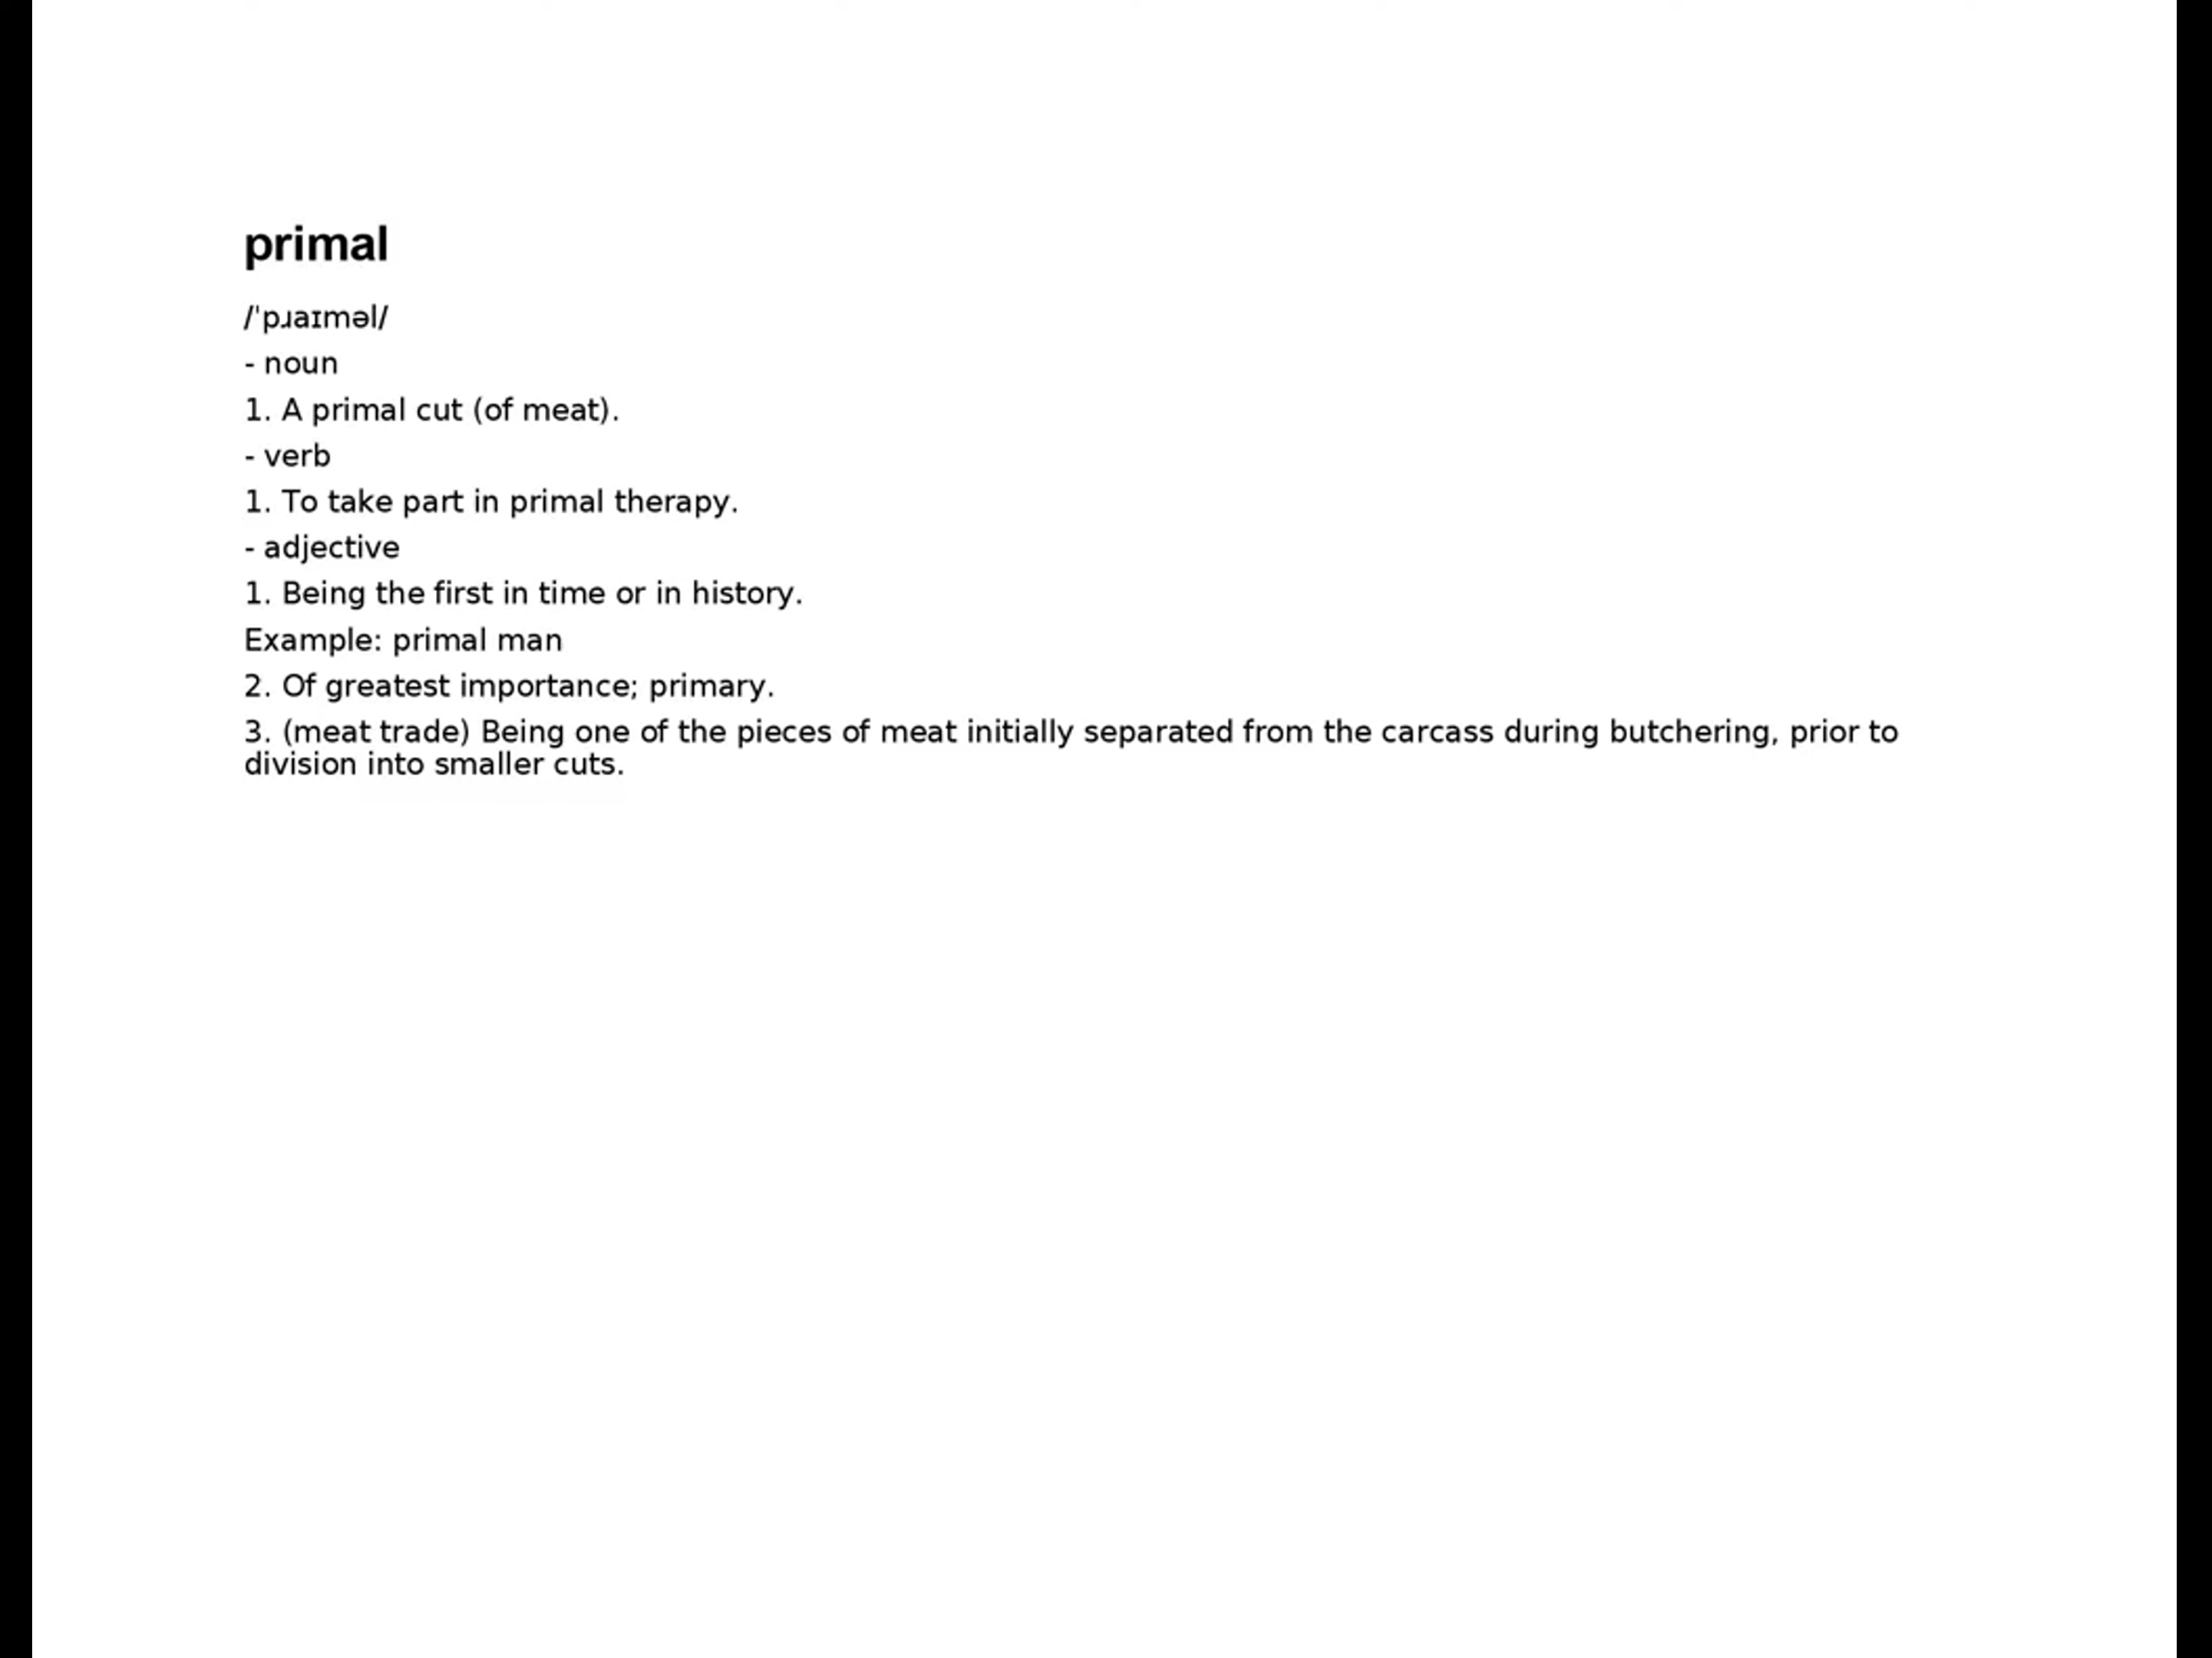 primal
/ˈpɹaɪməl/
- noun
1. A primal cut (of meat).
- verb
1. To take part in primal therapy.
- adjective
1. Being the first in time or in history.
Example: primal man
2. Of greatest importance; primary.
3. (meat trade) Being one of the pieces of meat initially separated from the carcass during butchering, prior to
division into smaller cuts.